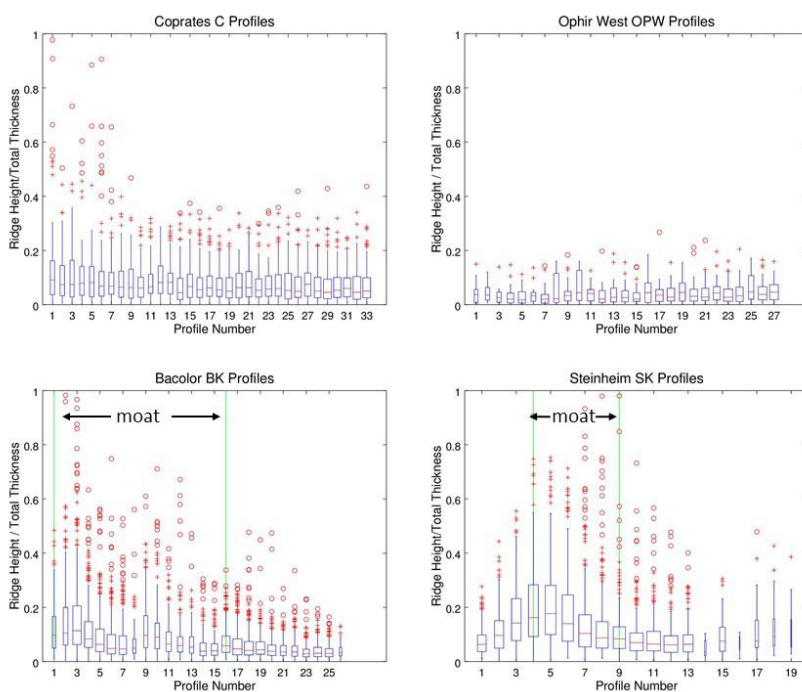 Coprates C Profiles
Ridge Height/Total Thickness
1
0.8
0.6
0.4
0.2
0
1 3 5 7 9 11 13 15 17 19 21 23 25 27 29 31 33
Profile Number
Ophir West OPW Profiles
Ridge Height / Total Thickness
1
0.8
0.6
0.4
0.2
0
1 3 5 7 9 11 13 15 17 19 21 23 25 27
Profile Number
Bacolor BK Profiles
moat
Ridge Height / Total Thickness
1
0.8
0.6
0.4
0.2
0
1 3 5 7 9 11 13 15 17 19 21 23 25
Profile Number
Steinheim SK Profiles
moat
Ridge Height/Total Thickness
1
0.8
0.6
0.4
0.2
0
1 3 5 7 9 11 13 15 17 19
Profile Number